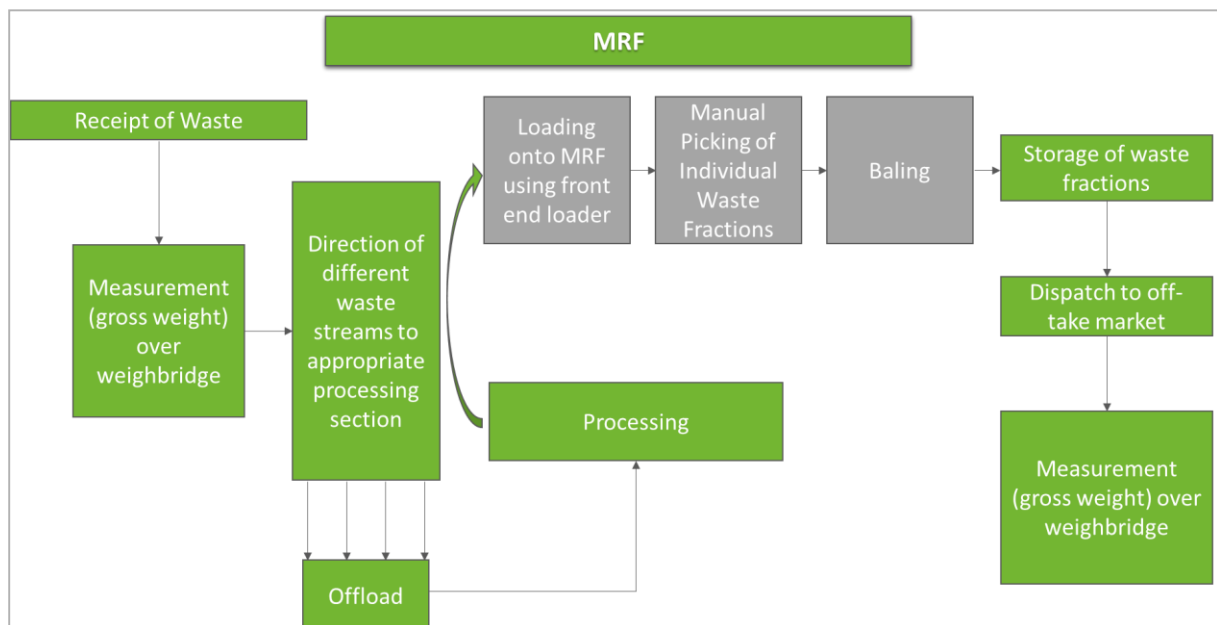 MRF
Receipt of Waste
Measurement
(gross weight)
over
weighbridge
Direction of
different
waste
streams to
appropriate
processing
section
Offload
Processing
Loading
onto MRF
using front
end loader
Manual
Picking of
Individual
Waste
Fractions
Baling
Storage of waste
fractions
Dispatch to off-
take market
Measurement
(gross weight) over
weighbridge